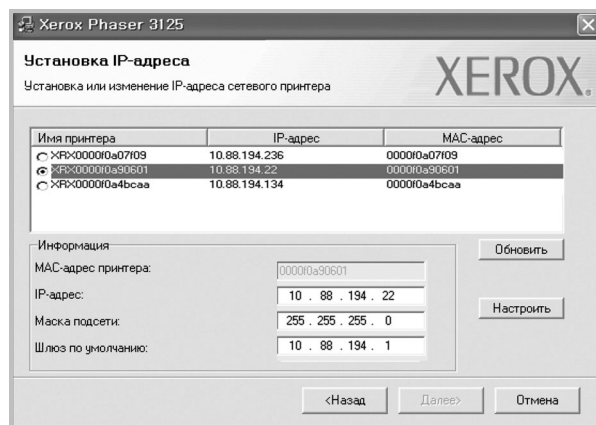 Xerox Phaser 3125
Установка IP-адреса
Установка или изменение IP-адреса сетевого принтера
XEROX.
Имя принтера IP-адрес MAC-адрес
XRX0000f0a07f09 10.88.194.236 0000f0a07f09
XRX0000f0a90601 10.88.194.22 0000f0a90601
XRX0000f0a4bcaa 10.88.194.134 0000f0a4bcaa
Информация
Обновить
MAC-адрес принтера: 0000f0a90601
IP-адрес: 10 . 88 . 194 . 22
Настроить
Маска подсети: 255 . 255 . 255 . 0
Шлюз по умолчанию: 10 . 88 . 194 . 1
<Назад Далее> Отмена